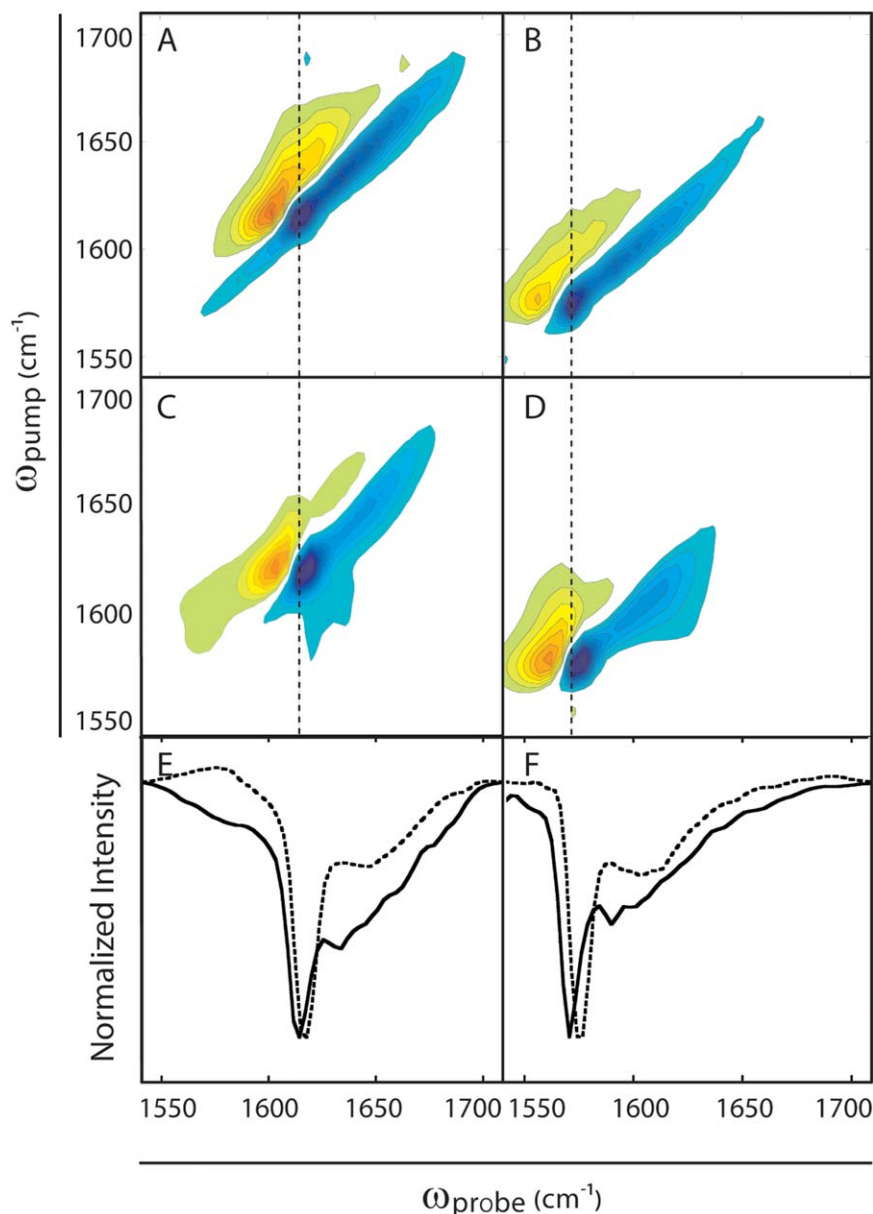 A
B
1700
1650
1600
1550
C
D
1700
1650
1600
1550
ωpump (cm-1)
E
F
Normalized Intensity
1550 1600 1650 1700
1550 1600 1650 1700
ωprobe (cm-1)